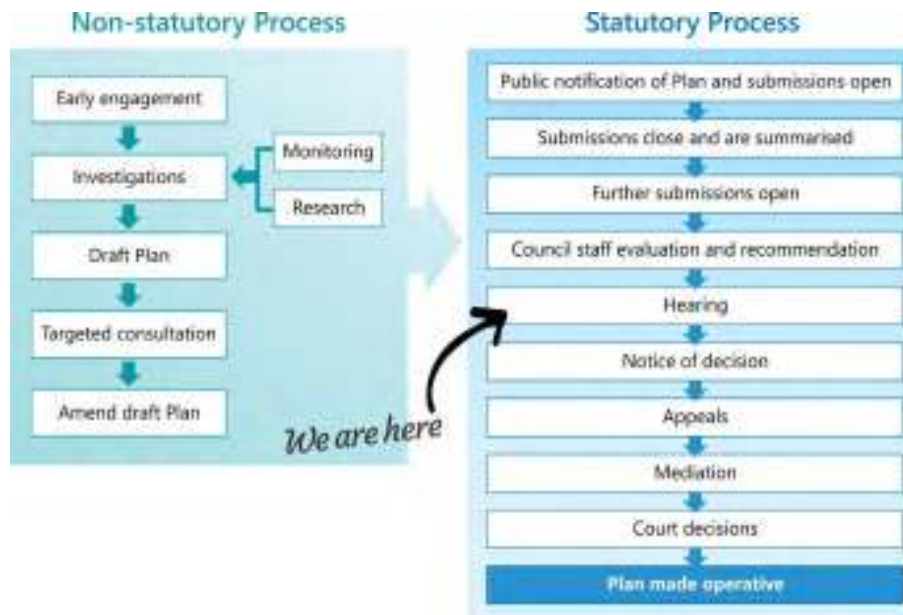 Non-statutory Process
Early engagement
Investigations
Monitoring
Research
Draft Plan
Targeted consultation
Amend draft Plan
We are here
Statutory Process
Public notification of Plan and submissions open
Submissions close and are summarised
Further submissions open
Council staff evaluation and recommendation
Hearing
Notice of decision
Appeals
Mediation
Court decisions
Plan made operative